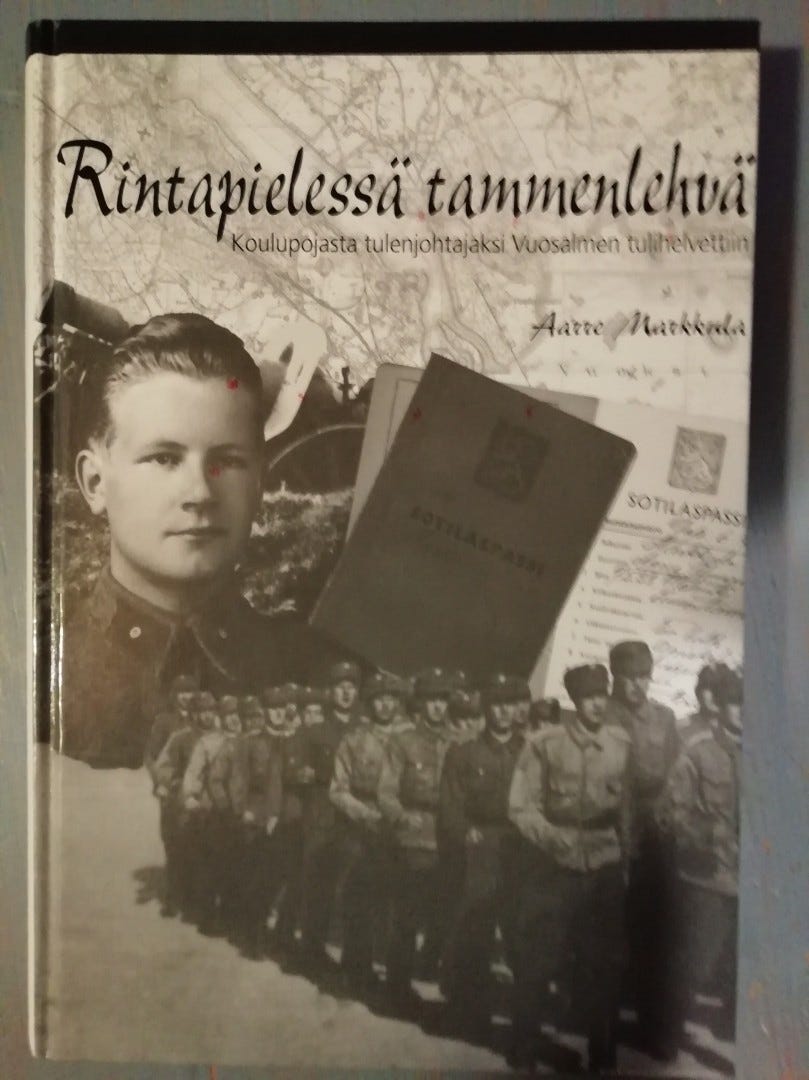 Rintapielessä tammenlehvä
Koulupojasta tulenjohtajaksi Vuosalmen tulihelvettiin
Aarre Markkula
SOTILASPASSI
SOTILASPASSI